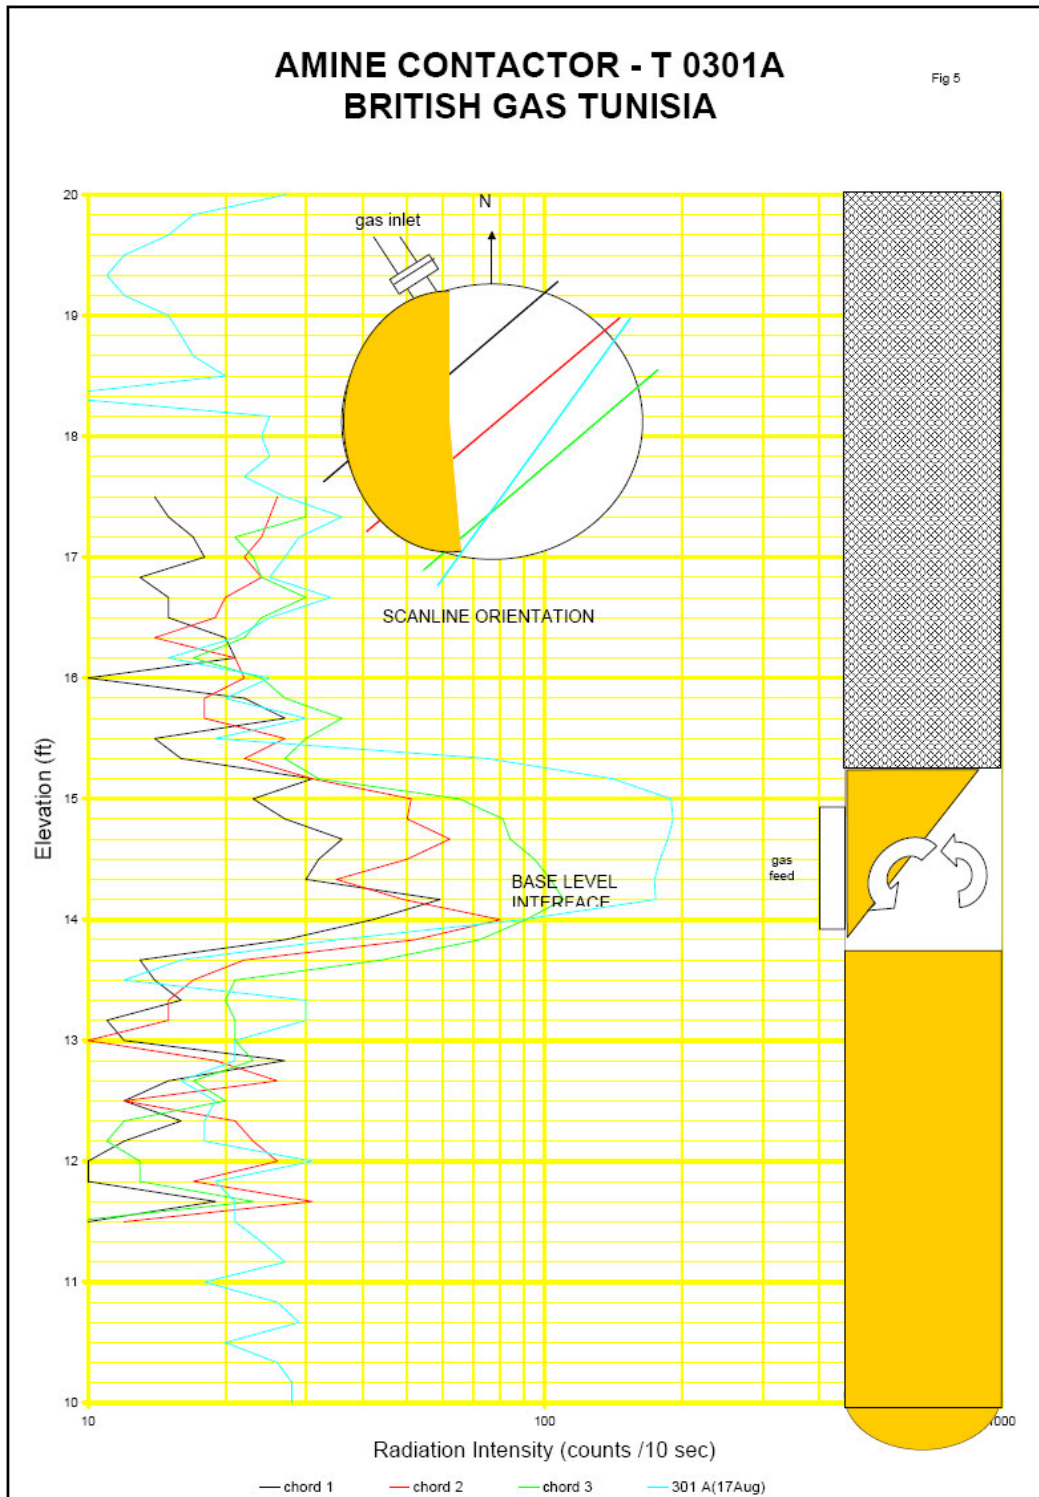 AMINE CONTACTOR - T 0301A
BRITISH GAS TUNISIA
Fig 5
20
19
18
17
16
15
14
13
12
11
10
Elevation (ft)
gas inlet
N
SCANLINE ORIENTATION
BASE LEVEL
INTERFACE
gas
feed
10
100
1000
Radiation Intensity (counts /10 sec)
chord 1
chord 2
chord 3
301 A(17Aug)